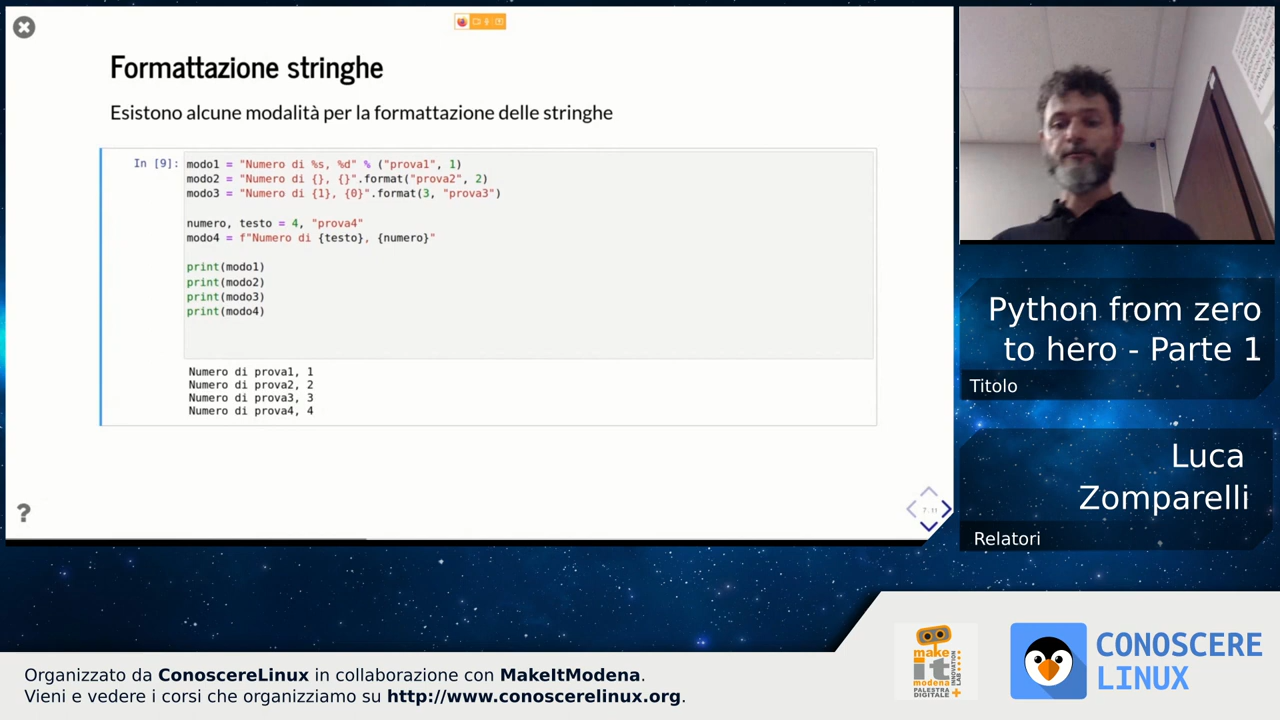 Formattazione stringhe
Esistono alcune modalità per la formattazione delle stringhe
In [9]:
modo1 = "Numero di %s, %d" % ("prova1", 1)
modo2 = "Numero di {}, {}".format("prova2", 2)
modo3 = "Numero di {1}, {0}".format(3, "prova3")
numero, testo = 4, "prova4"
modo4 = f"Numero di {testo}, {numero}"
print(modo1)
print(modo2)
print(modo3)
print(modo4)
Numero di prova1, 1
Numero di prova2, 2
Numero di prova3, 3
Numero di prova4, 4
?
7.11
Python from zero
to hero - Parte 1
Titolo
Luca
Zomparelli
Relatori
Organizzato da ConoscereLinux in collaborazione con MakeItModena.
Vieni e vedere i corsi che organizziamo su http://www.conoscerelinux.org.
make
it
modena
PALESTRA
DIGITALE
INNOVATION
LAB
CONOSCERE
LINUX